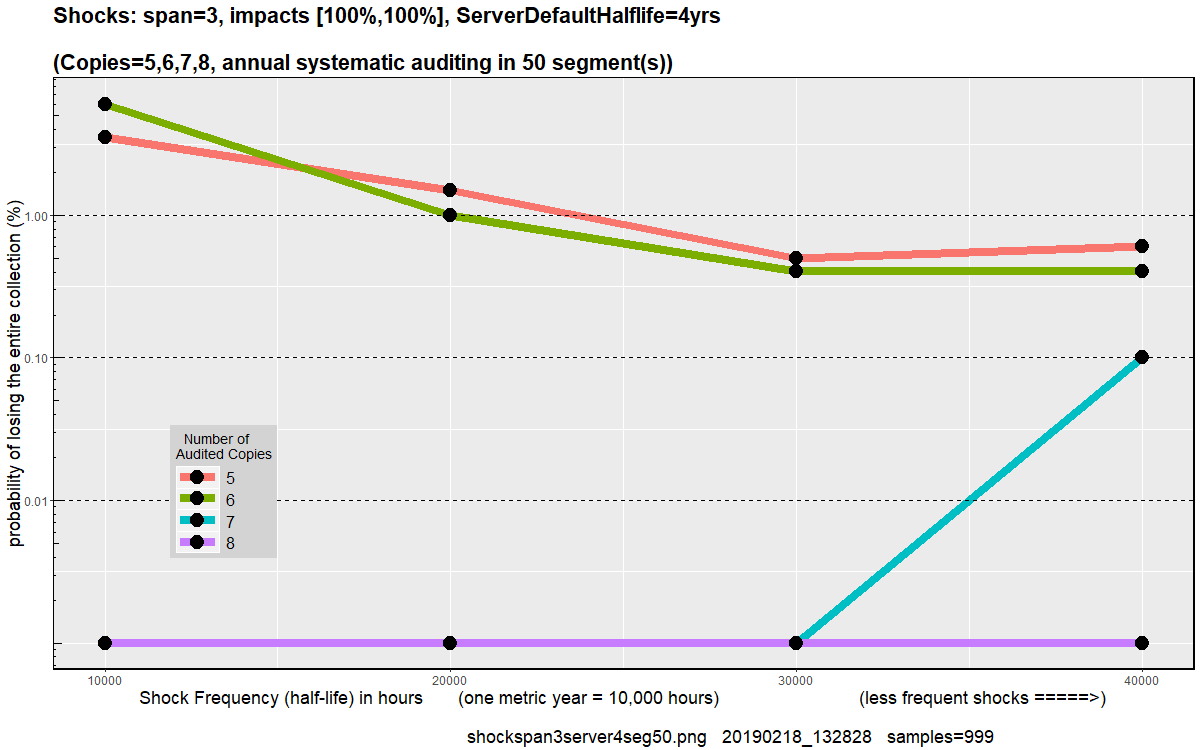 Shocks: span=3, impacts [100%,100%], ServerDefaultHalflife=4yrs
(Copies=5,6,7,8, annual systematic auditing in 50 segment(s))
probability of losing the entire collection (%)
1.00
0.10
0.01
Number of
Audited Copies
5
6
7
8
10000 20000 30000 40000
Shock Frequency (half-life) in hours (one metric year = 10,000 hours) (less frequent shocks =====>)
shockspan3server4seg50.png 20190218_132828 samples=999